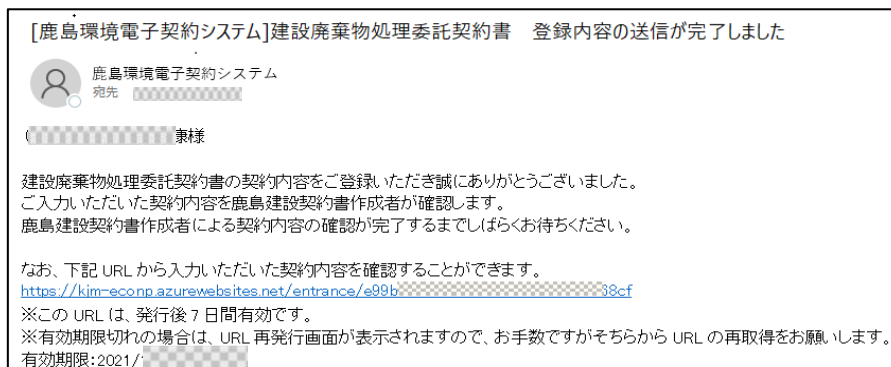 [鹿島環境電子契約システム]建設廃棄物処理委託契約書　登録内容の送信が完了しました
鹿島環境電子契約システム
宛先
康様
建設廃棄物処理委託契約書の契約内容をご登録いただき誠にありがとうございました。
ご入力いただいた契約内容を鹿島建設契約書作成者が確認します。
鹿島建設契約書作成者による契約内容の確認が完了するまでしばらくお待ちください。
なお、下記 URL から入力いただいた契約内容を確認することができます。
https://kjm-econp.azurewebsites.net/entrance/e99b 38cf
※この URL は、発行後 7 日間有効です。
※有効期限切れの場合は、URL 再発行画面が表示されますので、お手数ですがそちらから URL の再取得をお願いします。
有効期限:2021/